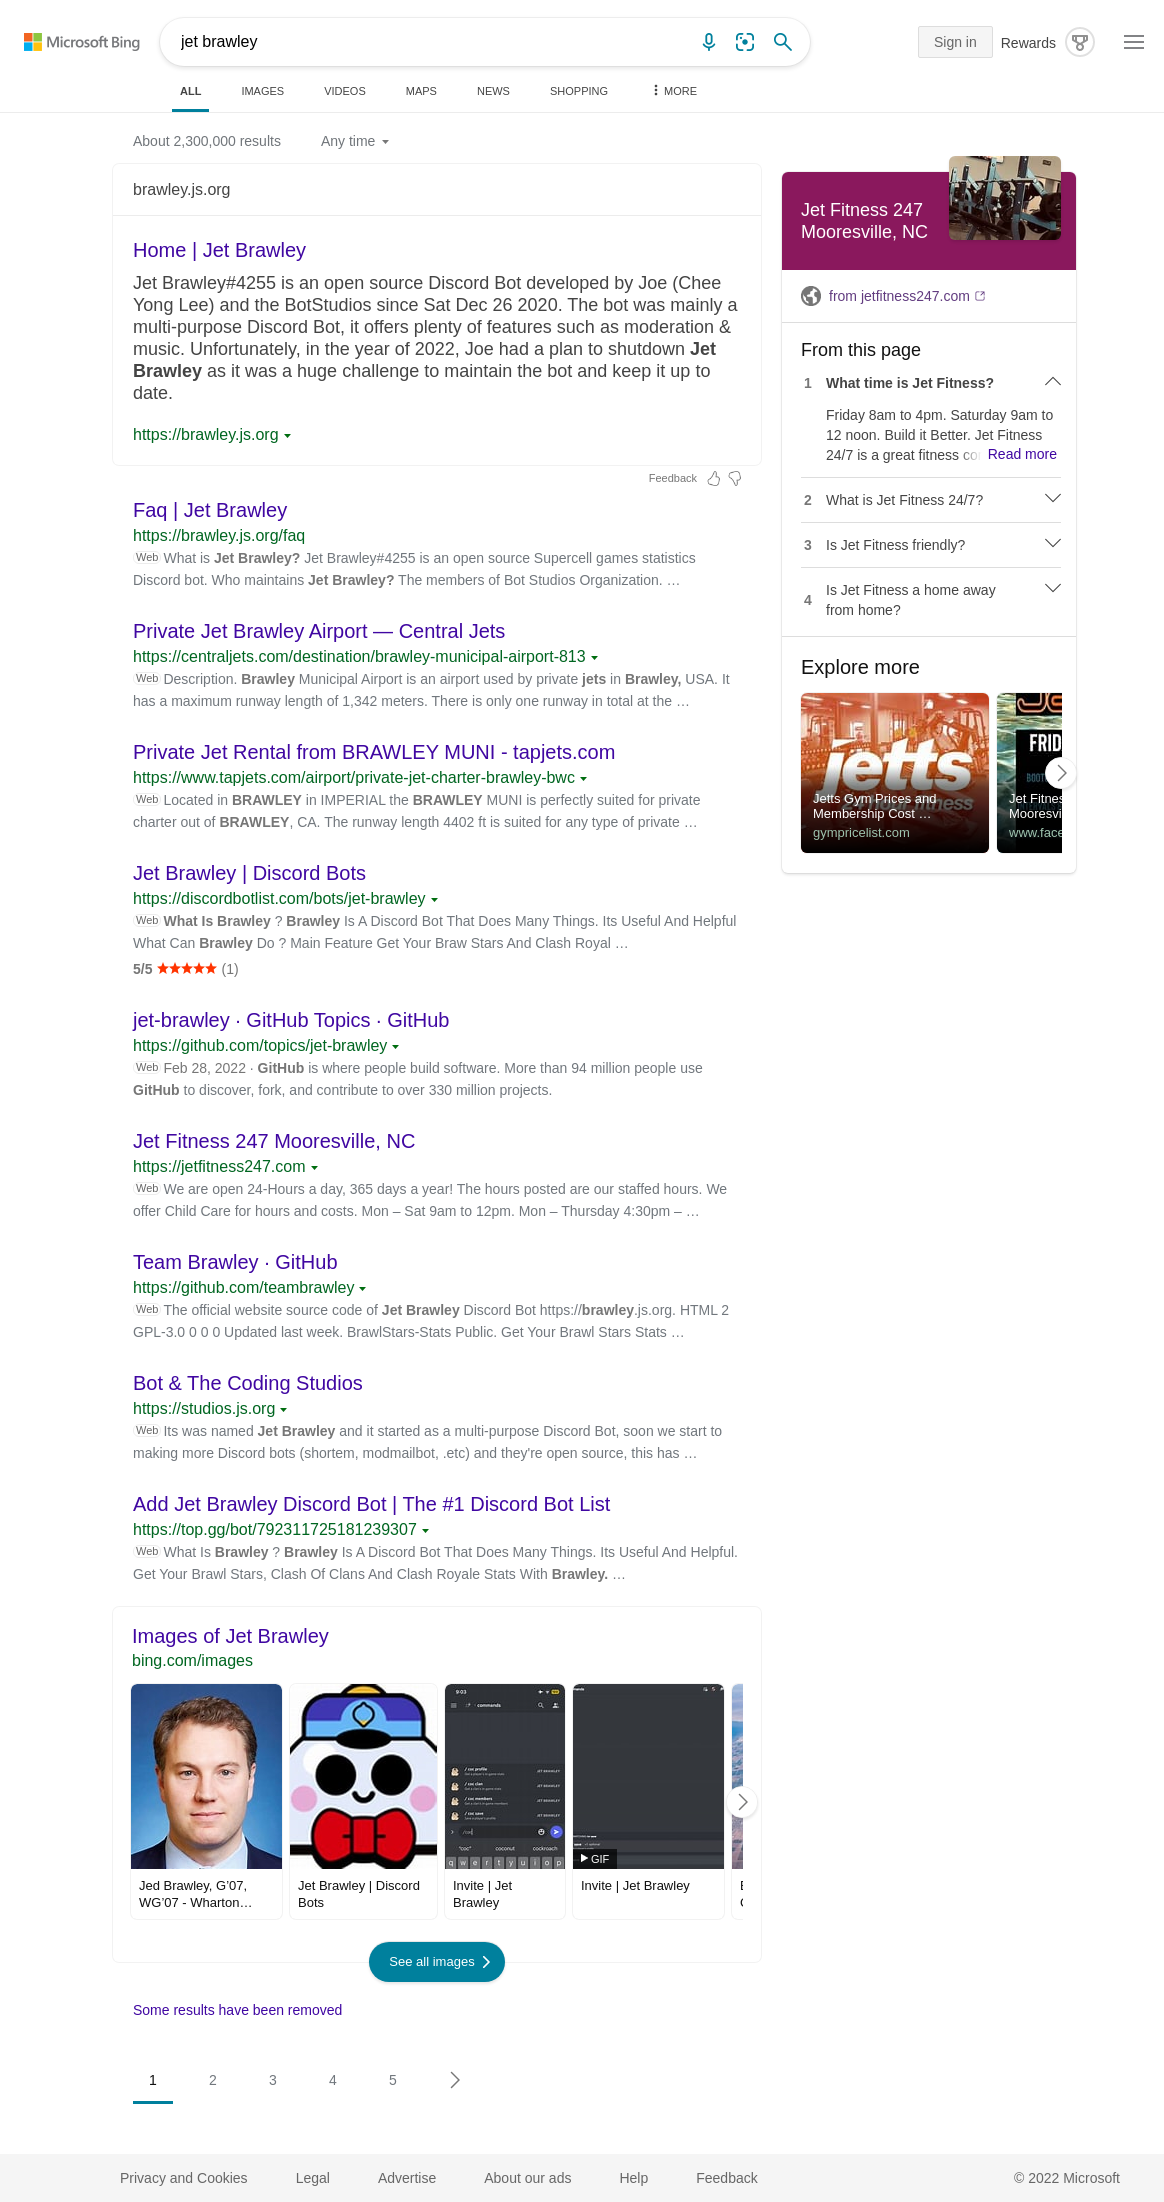 Microsoft Bing
jet brawley
Sign in
Rewards
ALL
IMAGES
VIDEOS
MAPS
NEWS
SHOPPING
MORE
About 2,300,000 results
Any time
brawley.js.org
Home | Jet Brawley
Jet Brawley#4255 is an open source Discord Bot developed by Joe (Chee
Yong Lee) and the BotStudios since Sat Dec 26 2020. The bot was mainly a
multi-purpose Discord Bot, it offers plenty of features such as moderation &
music. Unfortunately, in the year of 2022, Joe had a plan to shutdown Jet
Brawley as it was a huge challenge to maintain the bot and keep it up to
date.
https://brawley.js.org
Feedback
Faq | Jet Brawley
https://brawley.js.org/faq
Web What is Jet Brawley? Jet Brawley#4255 is an open source Supercell games statistics
Discord bot. Who maintains Jet Brawley? The members of Bot Studios Organization. …
Private Jet Brawley Airport — Central Jets
https://centraljets.com/destination/brawley-municipal-airport-813
Web Description. Brawley Municipal Airport is an airport used by private jets in Brawley, USA. It
has a maximum runway length of 1,342 meters. There is only one runway in total at the …
Private Jet Rental from BRAWLEY MUNI - tapjets.com
https://www.tapjets.com/airport/private-jet-charter-brawley-bwc
Web Located in BRAWLEY in IMPERIAL the BRAWLEY MUNI is perfectly suited for private
charter out of BRAWLEY, CA. The runway length 4402 ft is suited for any type of private …
Jet Brawley | Discord Bots
https://discordbotlist.com/bots/jet-brawley
Web What Is Brawley ? Brawley Is A Discord Bot That Does Many Things. Its Useful And Helpful
What Can Brawley Do ? Main Feature Get Your Braw Stars And Clash Royal …
5/5 ★★★★★ (1)
jet-brawley · GitHub Topics · GitHub
https://github.com/topics/jet-brawley
Web Feb 28, 2022 · GitHub is where people build software. More than 94 million people use
GitHub to discover, fork, and contribute to over 330 million projects.
Jet Fitness 247 Mooresville, NC
https://jetfitness247.com
Web We are open 24-Hours a day, 365 days a year! The hours posted are our staffed hours. We
offer Child Care for hours and costs. Mon – Sat 9am to 12pm. Mon – Thursday 4:30pm – …
Team Brawley · GitHub
https://github.com/teambrawley
Web The official website source code of Jet Brawley Discord Bot https://brawley.js.org. HTML 2
GPL-3.0 0 0 0 Updated last week. BrawlStars-Stats Public. Get Your Brawl Stars Stats …
Bot & The Coding Studios
https://studios.js.org
Web Its was named Jet Brawley and it started as a multi-purpose Discord Bot, soon we start to
making more Discord bots (shortem, modmailbot, .etc) and they're open source, this has …
Add Jet Brawley Discord Bot | The #1 Discord Bot List
https://top.gg/bot/792311725181239307
Web What Is Brawley ? Brawley Is A Discord Bot That Does Many Things. Its Useful And Helpful.
Get Your Brawl Stars, Clash Of Clans And Clash Royale Stats With Brawley. …
Images of Jet Brawley
bing.com/images
9:03
commands
/ coc profile
JET BRAWLEY
/ coc clan
JET BRAWLEY
/ coc members
JET BRAWLEY
/ coc save
JET BRAWLEY
/coc
"coc" coconut cockroach
q w e r t y u i o p
GIF
Jed Brawley, G'07,
WG'07 - Wharton…
Jet Brawley | Discord
Bots
Invite | Jet
Brawley
Invite | Jet Brawley
See all images
Some results have been removed
1 2 3 4 5
Jet Fitness 247
Mooresville, NC
from jetfitness247.com
From this page
1 What time is Jet Fitness?
Friday 8am to 4pm. Saturday 9am to
12 noon. Build it Better. Jet Fitness
24/7 is a great fitness co Read more
2 What is Jet Fitness 24/7?
3 Is Jet Fitness friendly?
4 Is Jet Fitness a home away
from home?
Explore more
jetts
24 hour fitness
Jetts Gym Prices and
Membership Cost …
gympricelist.com
FRID
BOOT
Jet Fitnes
Mooresvi
www.face
Privacy and Cookies
Legal
Advertise
About our ads
Help
Feedback
© 2022 Microsoft